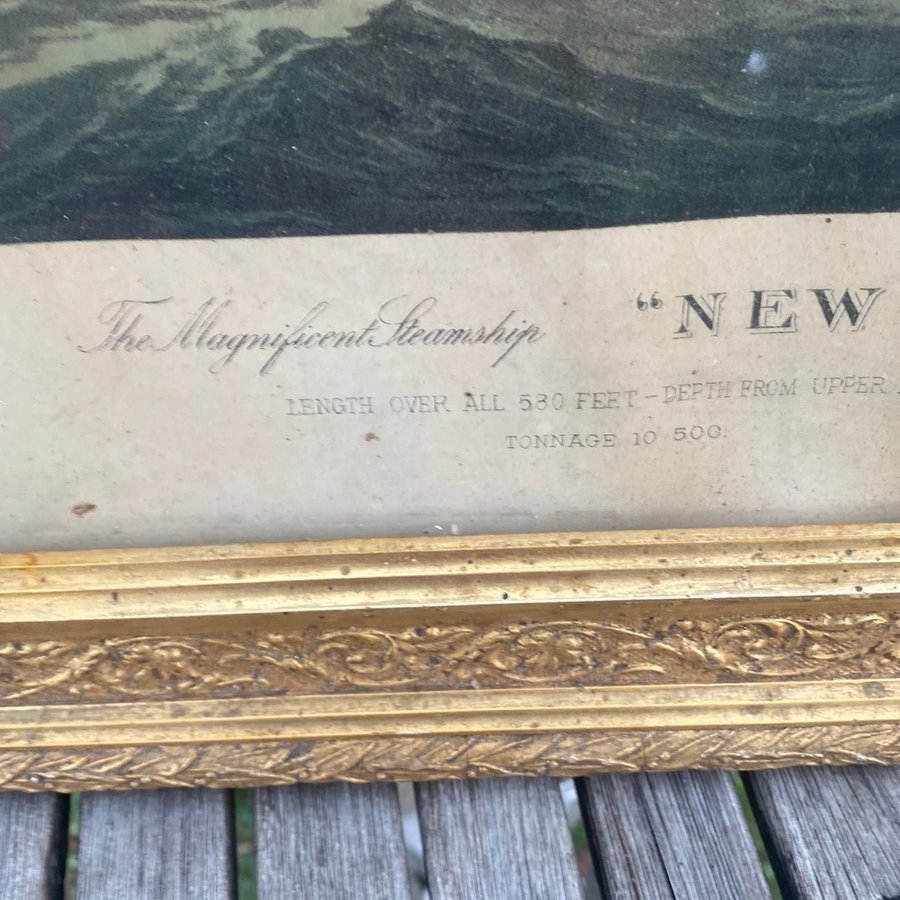 The Magnificent Steamship “NEW
LENGTH OVER ALL 580 FEET - DEPTH FROM UPPER
TONNAGE 10 500.